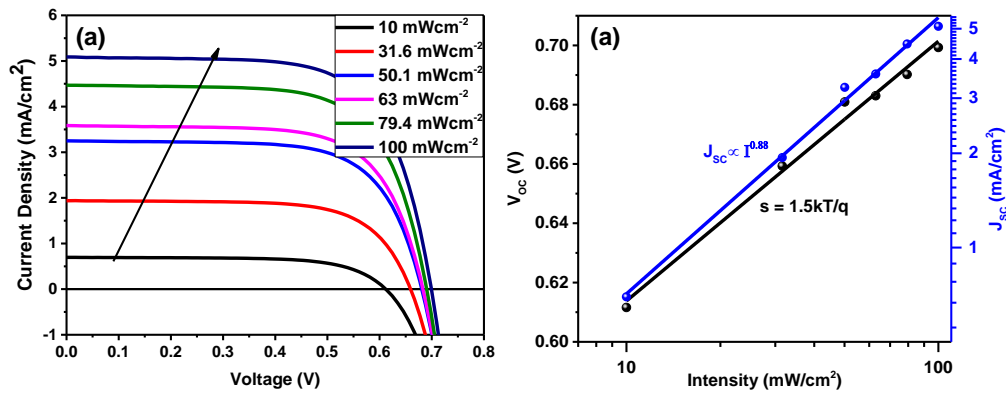 (a)
10 mWcm-2
31.6 mWcm-2
50.1 mWcm-2
63 mWcm-2
79.4 mWcm-2
100 mWcm-2
Current Density (mA/cm2)
5
4
3
2
1
0
-1
0.0 0.1 0.2 0.3 0.4 0.5 0.6 0.7 0.8
Voltage (V)
(a)
VOC (V)
0.70
0.68
0.66
0.64
0.62
0.60
JSC∝ I0.88
s = 1.5kT/q
5
4
3
2
1
JSC (mA/cm2)
10 100
Intensity (mW/cm2)